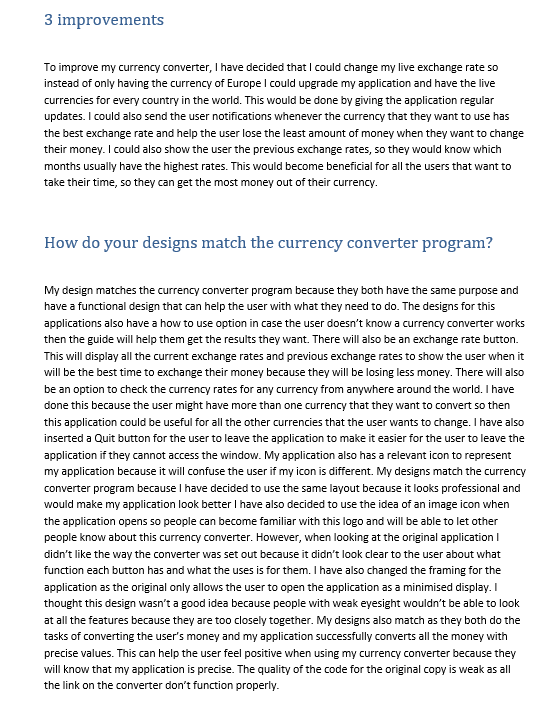 3 improvements
To improve my currency converter, I have decided that I could change my live exchange rate so
instead of only having the currency of Europe I could upgrade my application and have the live
currencies for every country in the world. This would be done by giving the application regular
updates. I could also send the user notifications whenever the currency that they want to use has
the best exchange rate and help the user lose the least amount of money when they want to change
their money. I could also show the user the previous exchange rates, so they would know which
months usually have the highest rates. This would become beneficial for all the users that want to
take their time, so they can get the most money out of their currency.
How do your designs match the currency converter program?
My design matches the currency converter program because they both have the same purpose and
have a functional design that can help the user with what they need to do. The designs for this
applications also have a how to use option in case the user doesn't know a currency converter works
then the guide will help them get the results they want. There will also be an exchange rate button.
This will display all the current exchange rates and previous exchange rates to show the user when it
will be the best time to exchange their money because they will be losing less money. There will also
be an option to check the currency rates for any currency from anywhere around the world. I have
done this because the user might have more than one currency that they want to convert so then
this application could be useful for all the other currencies that the user wants to change. I have also
inserted a Quit button for the user to leave the application to make it easier for the user to leave the
application if they cannot access the window. My application also has a relevant icon to represent
my application because it will confuse the user if my icon is different. My designs match the currency
converter program because I have decided to use the same layout because it looks professional and
would make my application look better I have also decided to use the idea of an image icon when
the application opens so people can become familiar with this logo and will be able to let other
people know about this currency converter. However, when looking at the original application I
didn't like the way the converter was set out because it didn't look clear to the user about what
function each button has and what the uses is for them. I have also changed the framing for the
application as the original only allows the user to open the application as a minimised display. I
thought this design wasn't a good idea because people with weak eyesight wouldn't be able to look
at all the features because they are too closely together. My designs also match as they both do the
tasks of converting the user's money and my application successfully converts all the money with
precise values. This can help the user feel positive when using my currency converter because they
will know that my application is precise. The quality of the code for the original copy is weak as all
the link on the converter don't function properly.